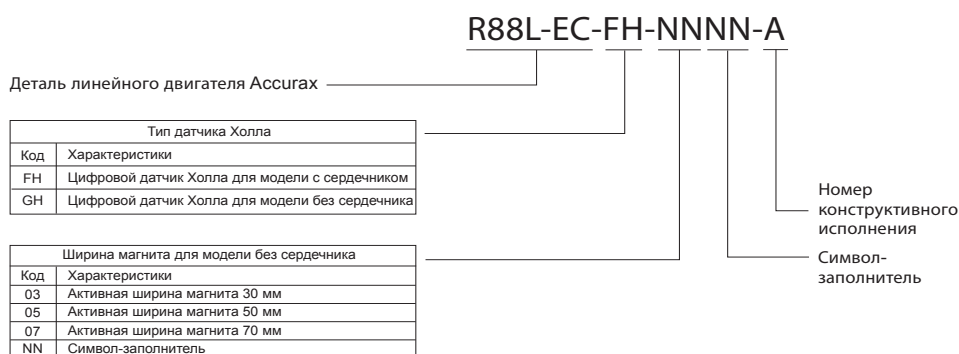 R88L-EC-FH-NNNN-A
Деталь линейного двигателя Accurax
Тип датчика Холла
Код Характеристики
FH Цифровой датчик Холла для модели с сердечником
GH Цифровой датчик Холла для модели без сердечника
Ширина магнита для модели без сердечника
Код Характеристики
03 Активная ширина магнита 30 мм
05 Активная ширина магнита 50 мм
07 Активная ширина магнита 70 мм
NN Символ-заполнитель
Номер
конструктивного
исполнения
Символ-
заполнитель